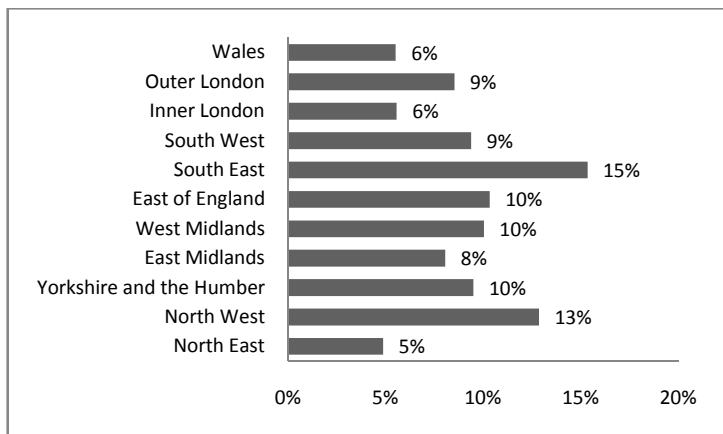 Wales 6%
Outer London 9%
Inner London 6%
South West 9%
South East 15%
East of England 10%
West Midlands 10%
East Midlands 8%
Yorkshire and the Humber 10%
North West 13%
North East 5%
0% 5% 10% 15% 20%